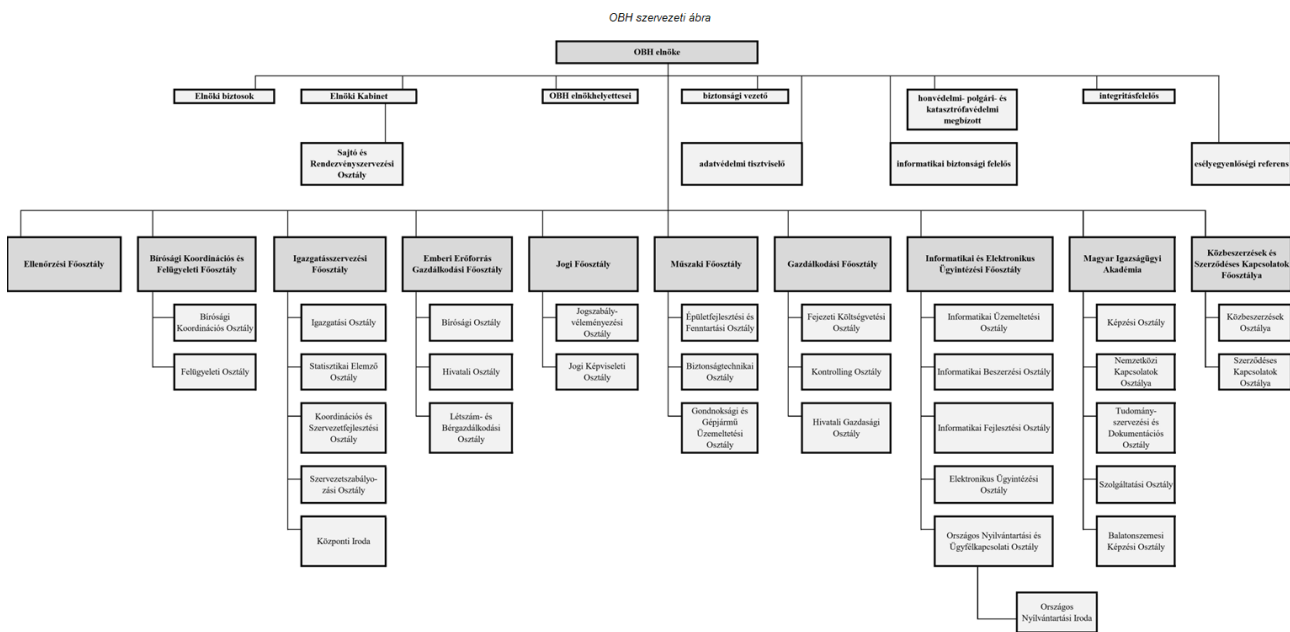 OBH szervezeti ábra
OBH elnöke
Elnöki biztosok
Elnöki Kabinet
OBH elnökhelyettesei
biztonsági vezető
honvédelmi- polgári- és
katasztrófavédelmi
megbízott
integritásfelelős
Sajtó és
Rendezvényszervezési
Osztály
adatvédelmi tisztviselő
informatikai biztonsági felelős
esélyegyenlőségi referens
Ellenőrzési Főosztály
Bírósági Koordinációs és
Felügyeleti Főosztály
Igazgatásszervezési
Főosztály
Emberi Erőforrás
Gazdálkodási Főosztály
Jogi Főosztály
Műszaki Főosztály
Gazdálkodási Főosztály
Informatikai és Elektronikus
Ügyintézési Főosztály
Magyar Igazságügyi
Akadémia
Közbeszerzések és
Szerződéses Kapcsolatok
Főosztálya
Bírósági
Koordinációs Osztály
Felügyeleti Osztály
Igazgatási Osztály
Statisztikai Elemző
Osztály
Koordinációs és
Szervezetfejlesztési
Osztály
Szervezetszabályo-
zási Osztály
Központi Iroda
Bírósági Osztály
Hivatali Osztály
Létszám- és
Bérgazdálkodási
Osztály
Jogszabály-
véleményezési
Osztály
Jogi Képviseleti
Osztály
Épületfejlesztési és
Fenntartási Osztály
Biztonságtechnikai
Osztály
Gondnoksági és
Gépjármű
Üzemeltetési Osztály
Fejezeti Költségvetési
Osztály
Kontrolling Osztály
Hivatali Gazdasági
Osztály
Informatikai Üzemeltetési
Osztály
Informatikai Beszerzési Osztály
Informatikai Fejlesztési Osztály
Elektronikus Ügyintézési
Osztály
Országos Nyilvántartási és
Ügyfélkapcsolati Osztály
Országos
Nyilvántartási Iroda
Képzési Osztály
Nemzetközi
Kapcsolatok
Osztálya
Tudomány-
szervezési és
Dokumentációs
Osztály
Szolgáltatási Osztály
Balatonszemesi
Képzési Osztály
Közbeszerzések
Osztálya
Szerződéses
Kapcsolatok
Osztálya